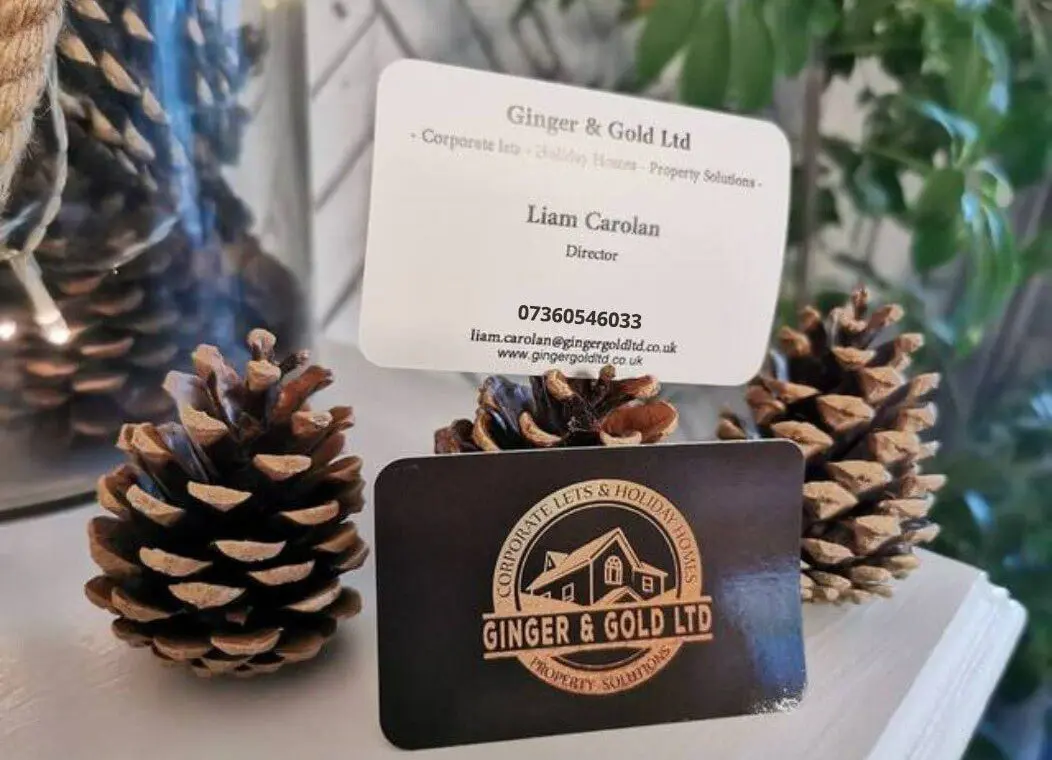 Ginger & Gold Ltd
- Corporate lets - Holiday Homes - Property Solutions -
Liam Carolan
Director
07360546033
liam.carolan@gingergoldltd.co.uk
www.gingergoldltd.co.uk
CORPORATE LETS & HOLIDAY HOMES
GINGER & GOLD LTD
PROPERTY SOLUTIONS